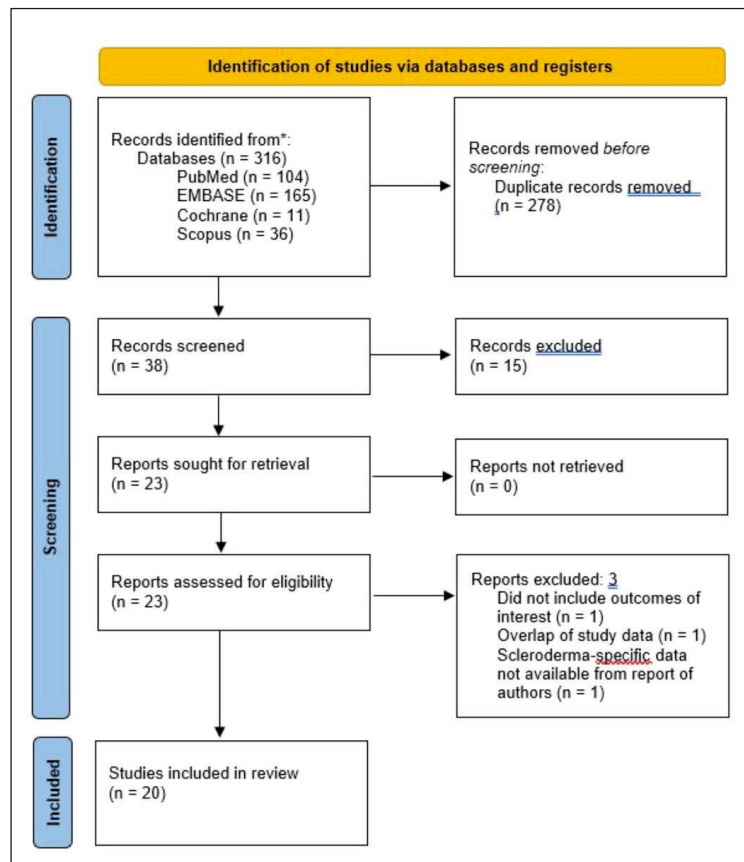 Identification of studies via databases and registers
Identification
Records identified from*:
Databases (n = 316)
PubMed (n = 104)
EMBASE (n = 165)
Cochrane (n = 11)
Scopus (n = 36)
Records removed before
screening:
Duplicate records removed
(n = 278)
Screening
Records screened
(n = 38)
Records excluded
(n = 15)
Reports sought for retrieval
(n = 23)
Reports not retrieved
(n = 0)
Reports assessed for eligibility
(n = 23)
Reports excluded: 3
Did not include outcomes of
interest (n = 1)
Overlap of study data (n = 1)
Scleroderma-specific data
not available from report of
authors (n = 1)
Included
Studies included in review
(n = 20)